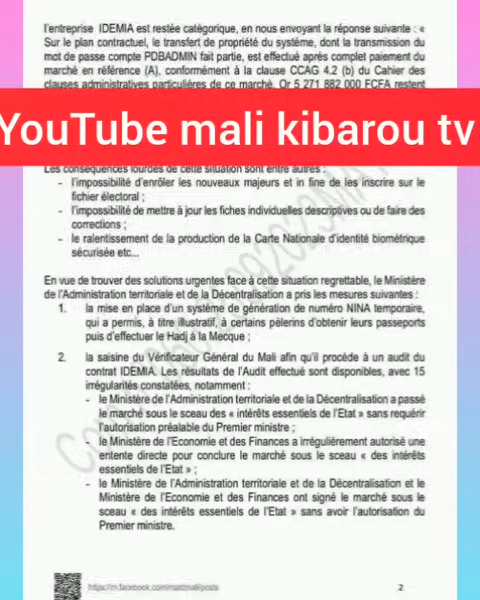 l'entreprise IDEMIA est restée catégorique, en nous envoyant la réponse suivante : «
Sur le plan contractuel, le transfert de propriété du système, dont la transmission du
mot de passe compte PDBADMIN fait partie, est effectué après complet paiement du
marché en référence (A), conformément à la clause CCAG 4.2 (b) du Cahier des
clauses administratives particulières de ce marché. Or 5 271 882 000 FCFA restent
YouTube mali kibarou tv
Les conséquences lourdes de cette situation sont entre autres :
- l'impossibilité d'enrôler les nouveaux majeurs et in fine de les inscrire sur le
fichier électoral ;
- l'impossibilité de mettre à jour les fiches individuelles descriptives ou de faire des
corrections ;
- le ralentissement de la production de la Carte Nationale d'identité biométrique
sécurisée etc...
En vue de trouver des solutions urgentes face à cette situation regrettable, le Ministère
de l'Administration territoriale et de la Décentralisation a pris les mesures suivantes :
1. la mise en place d'un système de génération de numéro NINA temporaire,
qui a permis, à titre illustratif, à certains pèlerins d'obtenir leurs passeports
puis d'effectuer le Hadj à la Mecque ;
2. la saisine du Vérificateur Général du Mali afin qu'il procède à un audit du
contrat IDEMIA. Les résultats de l'Audit effectué sont disponibles, avec 15
irrégularités constatées, notamment :
- le Ministère de l'Administration territoriale et de la Décentralisation a passé
le marché sous le sceau des « intérêts essentiels de l'Etat » sans requérir
l'autorisation préalable du Premier ministre ;
- le Ministère de l'Economie et des Finances a irrégulièrement autorisé une
entente directe pour conclure le marché sous le sceau « des intérêts
essentiels de l'Etat » ;
- le Ministère de l'Administration territoriale et de la Décentralisation et le
Ministère de l'Economie et des Finances ont signé le marché sous le
sceau « des intérêts essentiels de l'Etat » sans avoir l'autorisation du
Premier ministre.
2